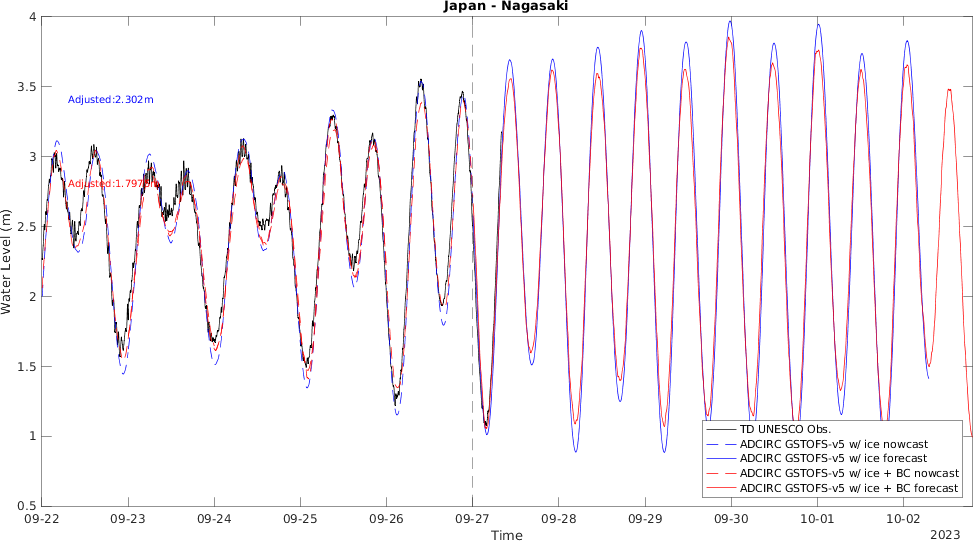 Japan - Nagasaki
4
3.5
3
2.5
2
1.5
1
0.5
Water Level (m)
Adjusted:2.302m
TD UNESCO Obs.
ADCIRC GSTOFS-v5 w/ ice nowcast
ADCIRC GSTOFS-v5 w/ ice forecast
ADCIRC GSTOFS-v5 w/ ice + BC nowcast
ADCIRC GSTOFS-v5 w/ ice + BC forecast
09-22 09-23 09-24 09-25 09-26 09-27 09-28 09-29 09-30 10-01 10-02
Time
2023